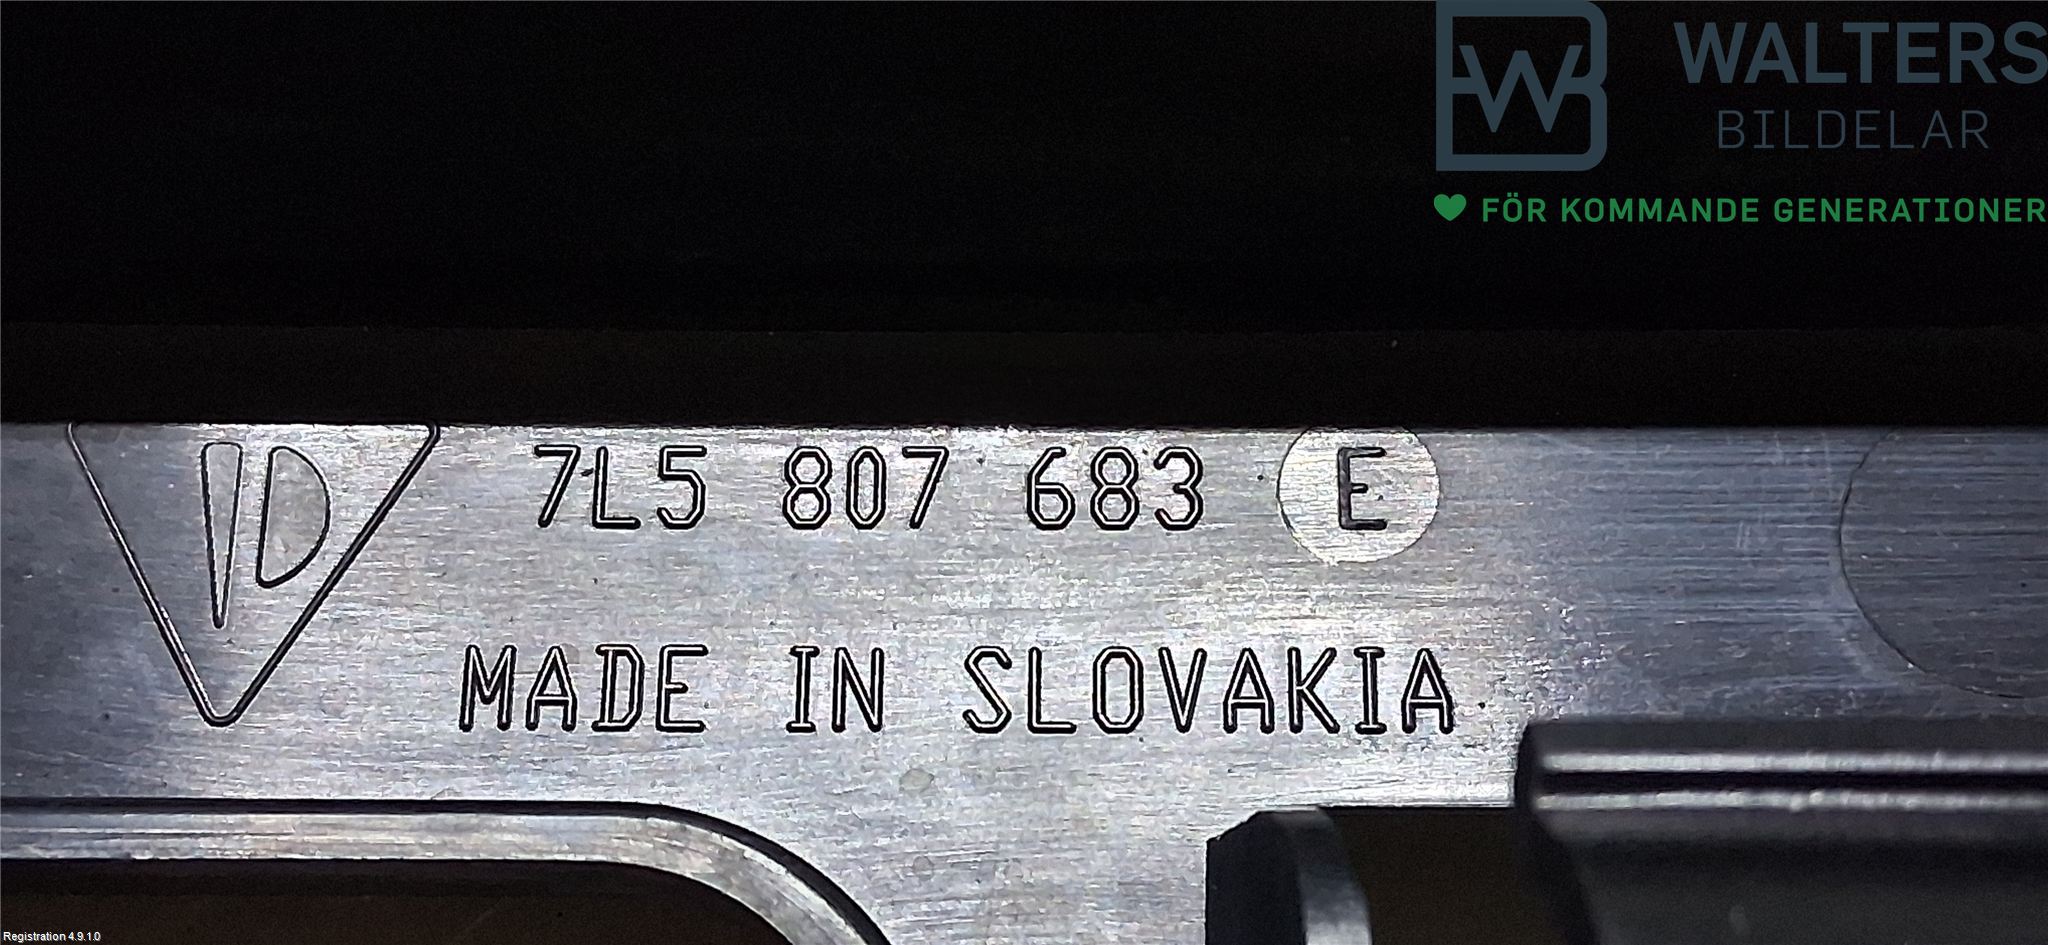 WALTERS
BILDELAR
FÖR KOMMANDE GENERATIONER
7L5 807 683 E
MADE IN SLOVAKIA
Registration 4.9.1.0